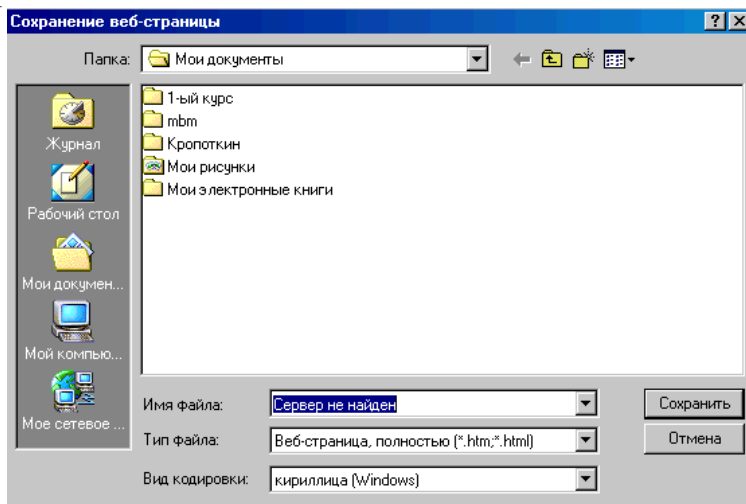 Сохранение веб-страницы
Папка: Мои документы
Журнал
Рабочий стол
Мои докумен...
Мой компью...
Мое сетевое ...
1-ый курс
mbm
Кропоткин
Мои рисунки
Мои электронные книги
Имя файла: Сервер не найден
Сохранить
Тип файла: Веб-страница, полностью (*.htm;*.html)
Отмена
Вид кодировки: кириллица (Windows)